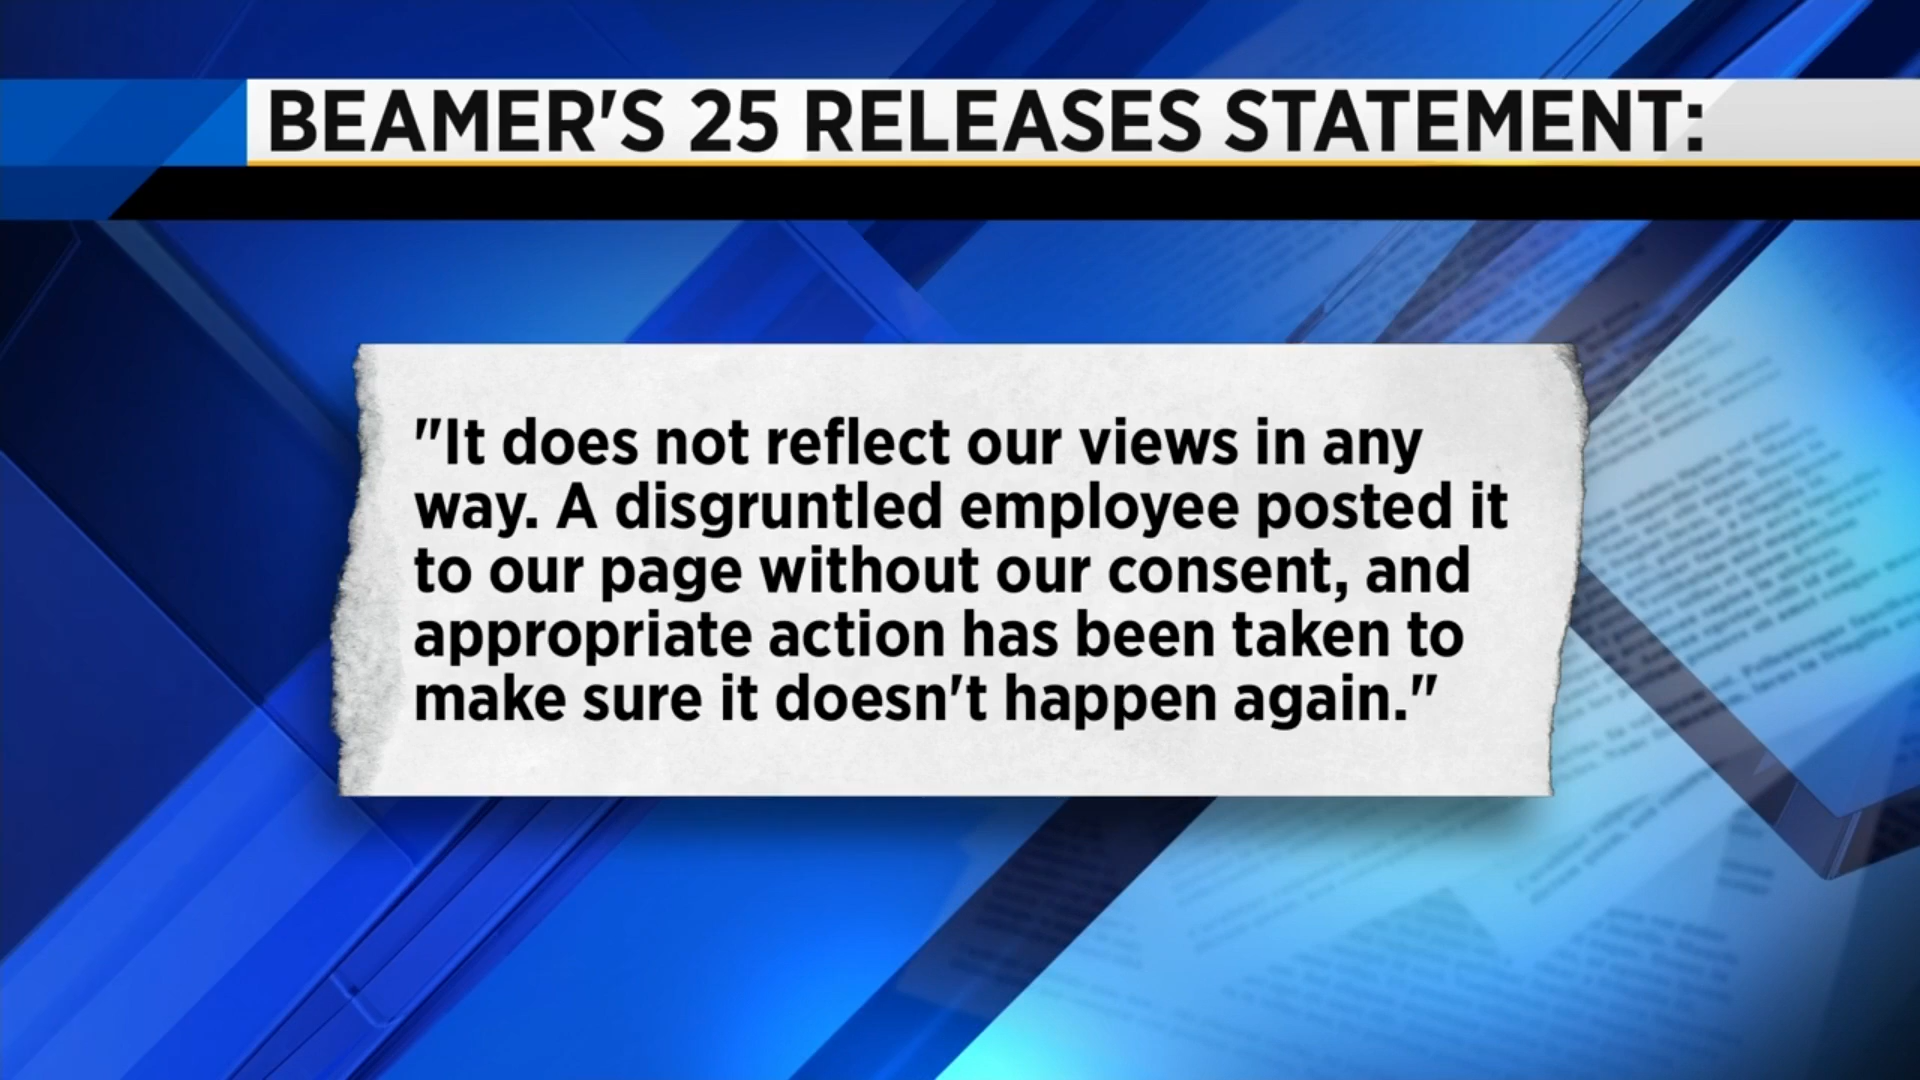 BEAMER'S 25 RELEASES STATEMENT:
"It does not reflect our views in any
way. A disgruntled employee posted it
to our page without our consent, and
appropriate action has been taken to
make sure it doesn't happen again."